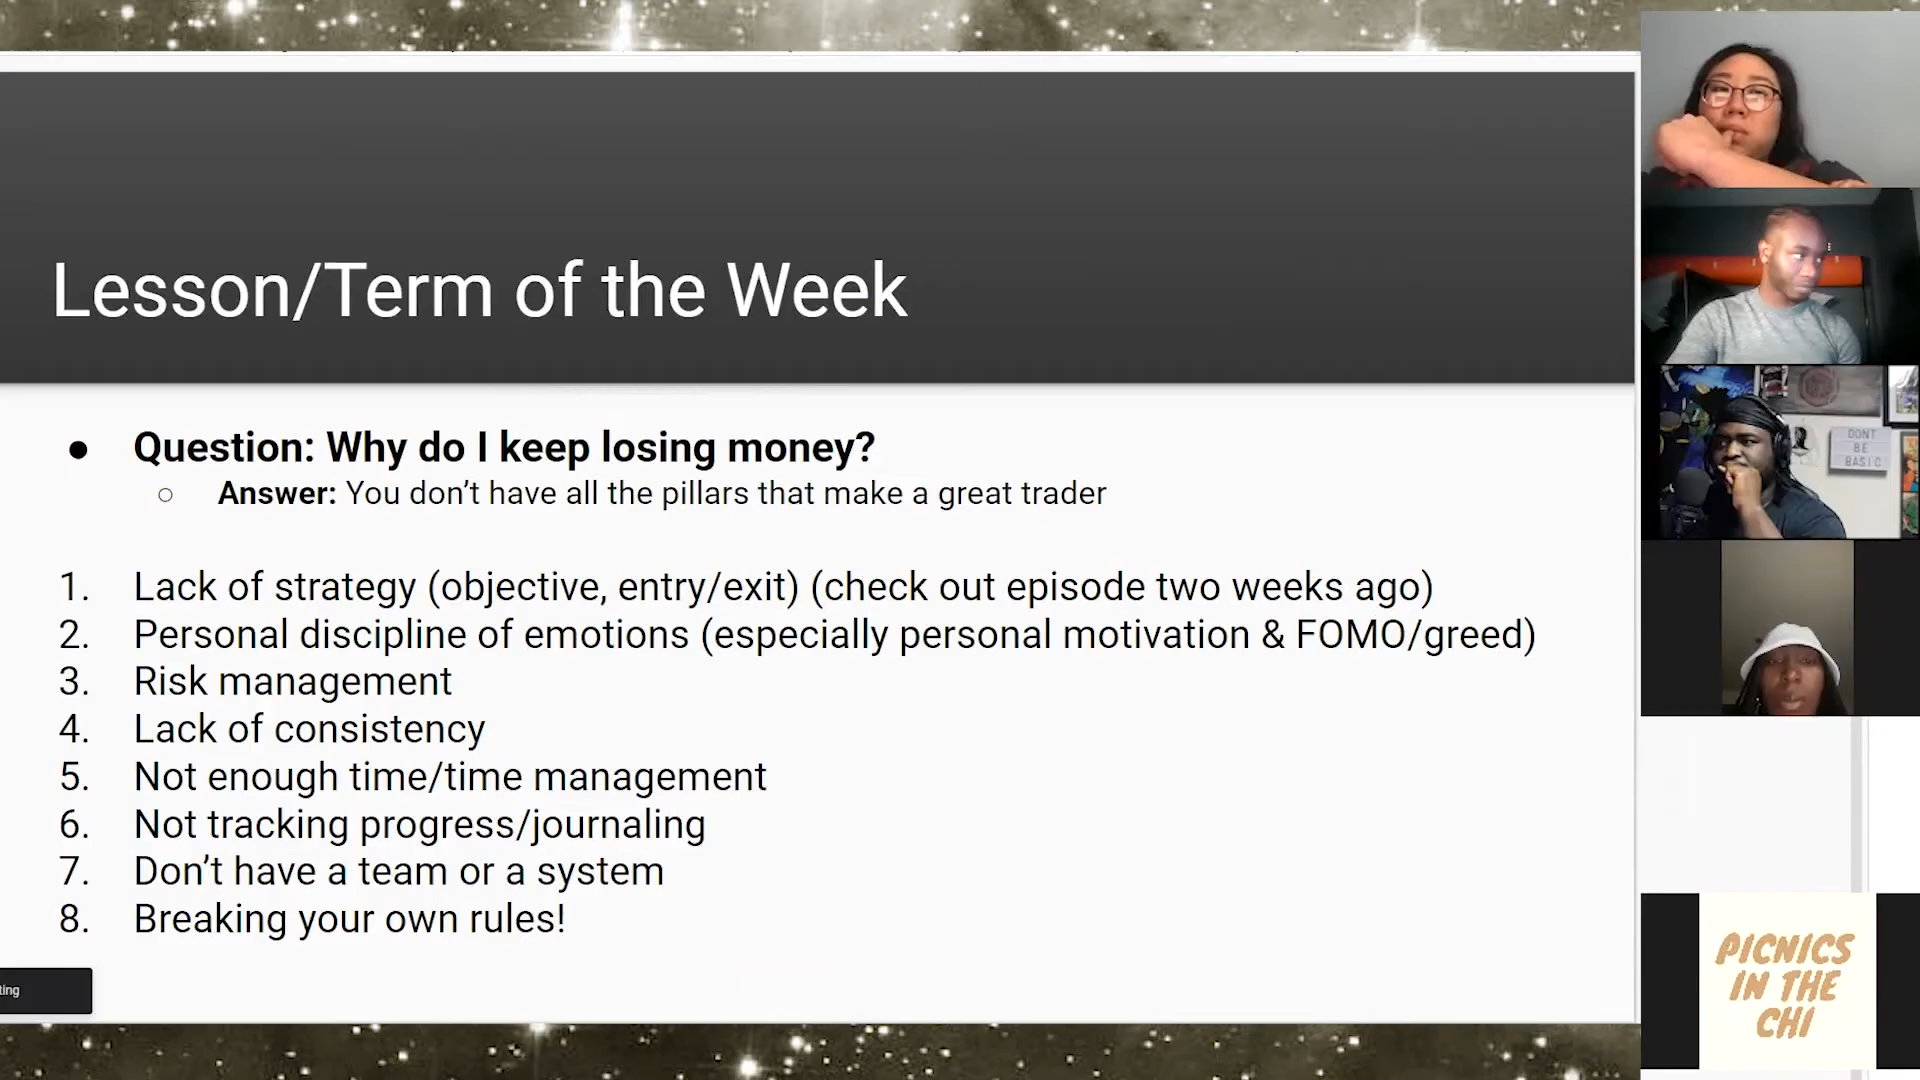 Lesson/Term of the Week
● Question: Why do I keep losing money?
○ Answer: You don’t have all the pillars that make a great trader
1. Lack of strategy (objective, entry/exit) (check out episode two weeks ago)
2. Personal discipline of emotions (especially personal motivation & FOMO/greed)
3. Risk management
4. Lack of consistency
5. Not enough time/time management
6. Not tracking progress/journaling
7. Don’t have a team or a system
8. Breaking your own rules!
ting
DONT
BE
BASIC
PICNICS
IN THE
CHI